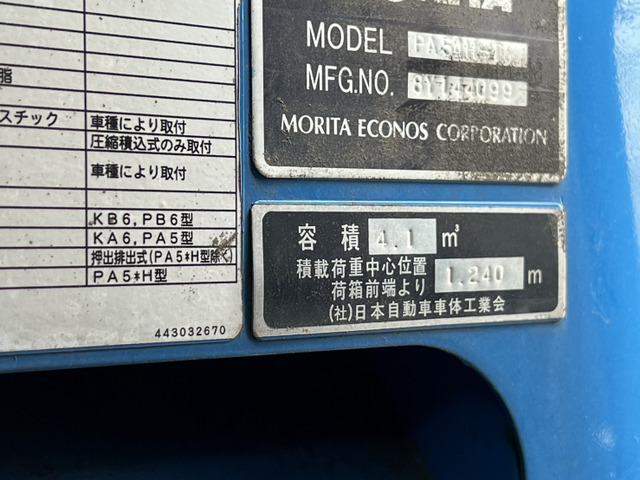 脂
スチック
車種により取付
圧縮積込式のみ取付
車種により取付
KB6,PB6型
KA6,PA5型
押出排出式(PA5*H型除く)
PA5*H型
443032670
MORITA
MODEL
MFG.NO.
MORITA ECONOS CORPORATION
容積 4.1 m³
積載荷重中心位置
荷箱前端より 1.240 m
(社)日本自動車車体工業会